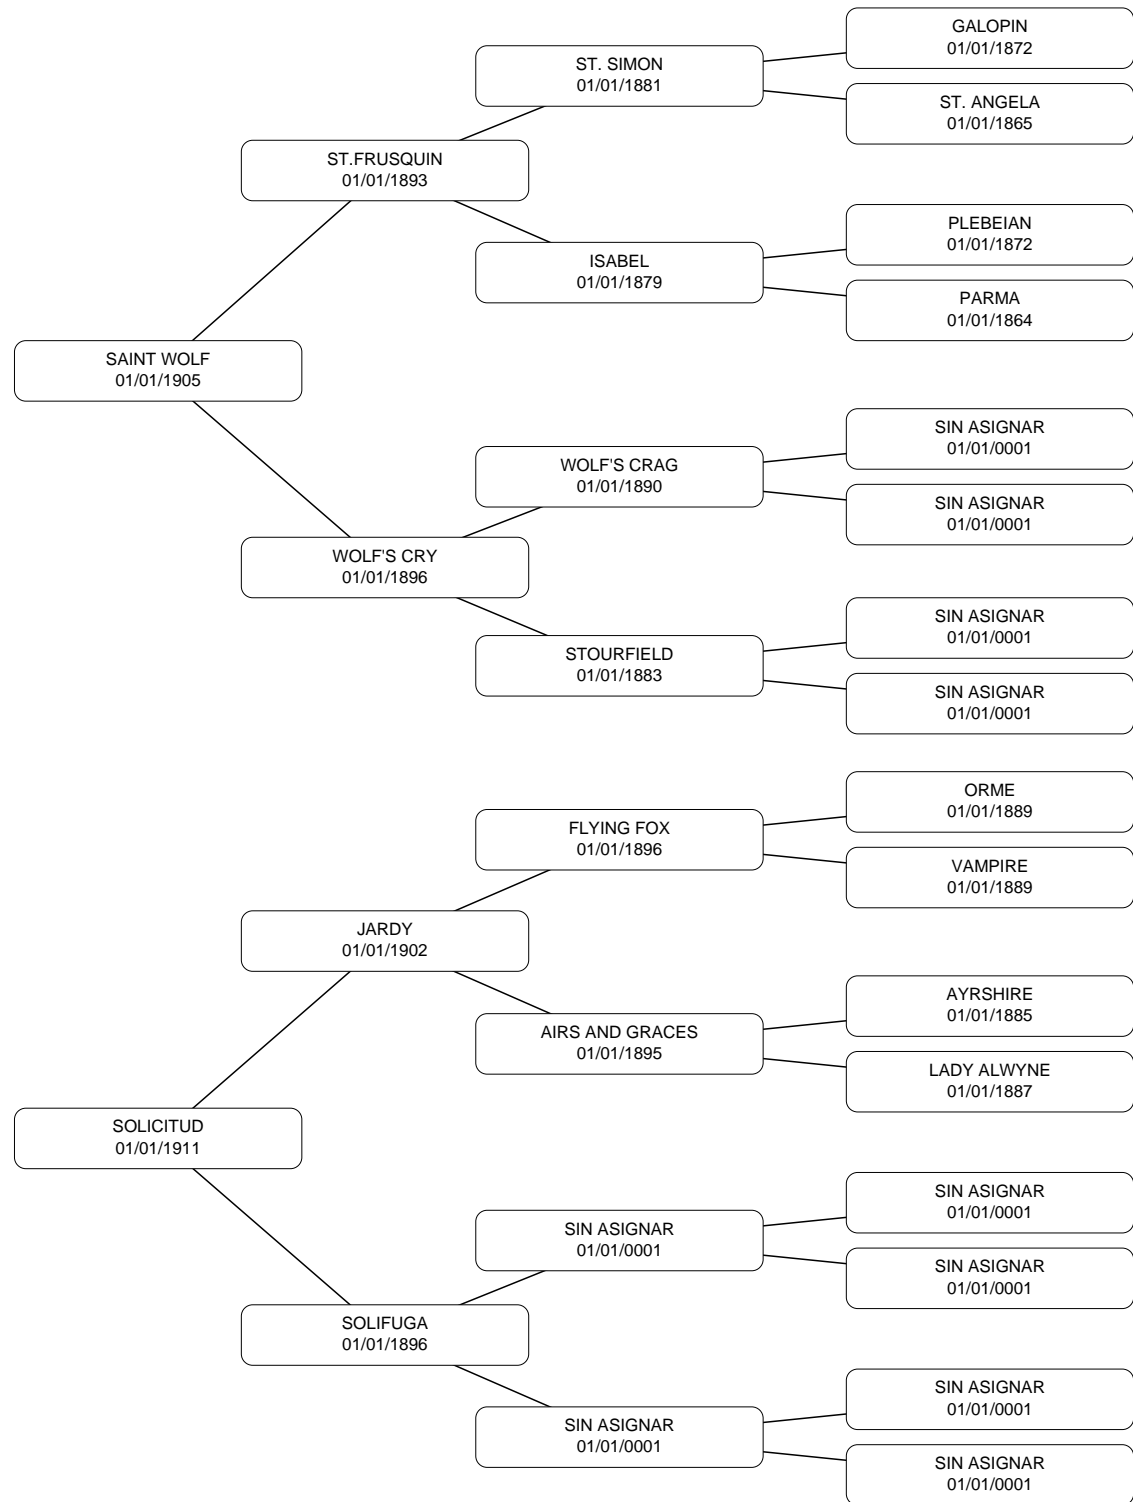 GALOPIN
01/01/1872
ST. SIMON
01/01/1881
ST. ANGELA
01/01/1865
ST.FRUSQUIN
01/01/1893
PLEBEIAN
01/01/1872
ISABEL
01/01/1879
PARMA
01/01/1864
SAINT WOLF
01/01/1905
SIN ASIGNAR
01/01/0001
WOLF'S CRAG
01/01/1890
SIN ASIGNAR
01/01/0001
WOLF'S CRY
01/01/1896
SIN ASIGNAR
01/01/0001
STOURFIELD
01/01/1883
SIN ASIGNAR
01/01/0001
ORME
01/01/1889
FLYING FOX
01/01/1896
VAMPIRE
01/01/1889
JARDY
01/01/1902
AYRSHIRE
01/01/1885
AIRS AND GRACES
01/01/1895
LADY ALWYNE
01/01/1887
SOLICITUD
01/01/1911
SIN ASIGNAR
01/01/0001
SIN ASIGNAR
01/01/0001
SIN ASIGNAR
01/01/0001
SOLIFUGA
01/01/1896
SIN ASIGNAR
01/01/0001
SIN ASIGNAR
01/01/0001
SIN ASIGNAR
01/01/0001